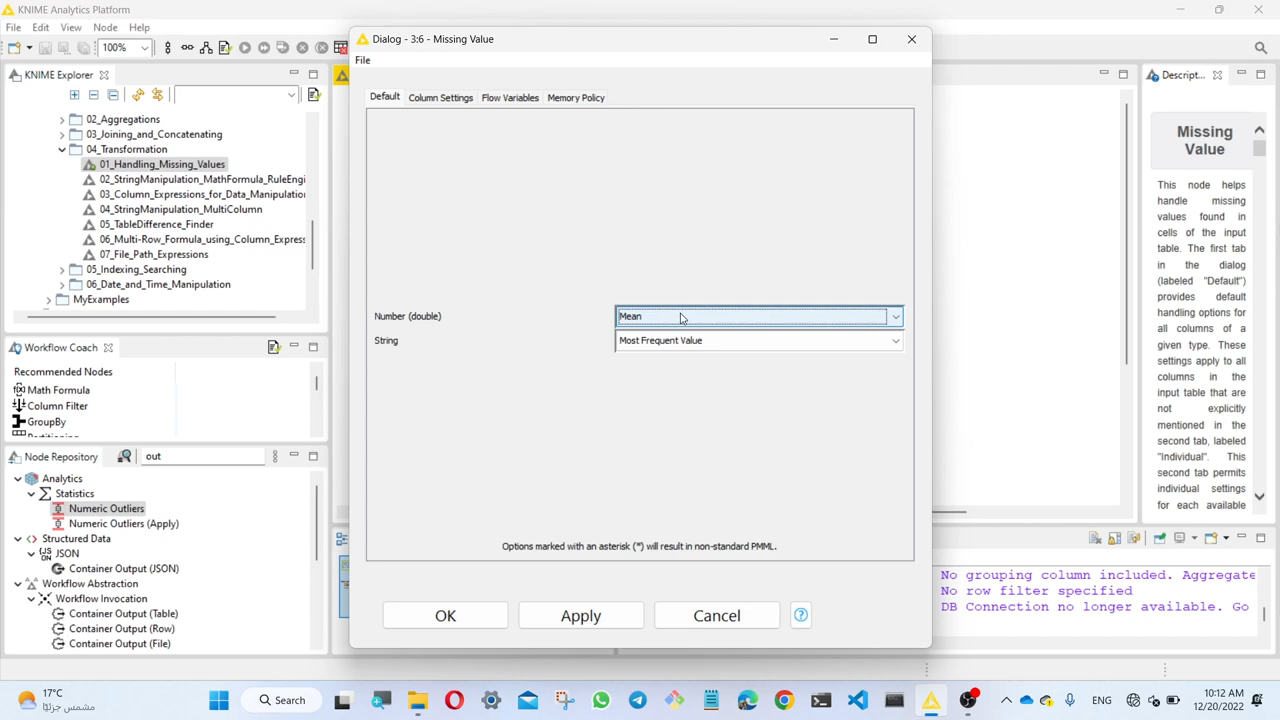 KNIME Analytics Platform
File Edit View Node Help
100%
KNIME Explorer
02_Aggregations
03_Joining_and_Concatenating
04_Transformation
01_Handling_Missing_Values
02_StringManipulation_MathFormula_RuleEngi
03_Column_Expressions_for_Data_Manipulatio
04_StringManipulation_MultiColumn
05_TableDifference_Finder
06_Multi-Row_Formula_using_Column_Express
07_File_Path_Expressions
05_Indexing_Searching
06_Date_and_Time_Manipulation
MyExamples
Workflow Coach
Recommended Nodes
Math Formula
Column Filter
GroupBy
Partitioning
Node Repository
out
Analytics
Statistics
Numeric Outliers
Numeric Outliers (Apply)
Structured Data
JSON
Container Output (JSON)
Workflow Abstraction
Workflow Invocation
Container Output (Table)
Container Output (Row)
Container Output (File)
Dialog - 3:6 - Missing Value
File
Default Column Settings Flow Variables Memory Policy
Number (double) Mean
String Most Frequent Value
Options marked with an asterisk (*) will result in non-standard PMML.
OK Apply Cancel
Descript...
Missing
Value
This node helps
handle missing
values found in
cells of the input
table. The first tab
in the dialog
(labeled "Default")
provides default
handling options for
all columns of a
given type. These
settings apply to all
columns in the
input table that are
not explicitly
mentioned in the
second tab, labeled
"Individual". This
second tab permits
individual settings
for each available
No grouping column included. Aggregate
No row filter specified
DB Connection no longer available. Go
17°C
مشمس جزئيًا
Search
ENG
10:12 AM
12/20/2022